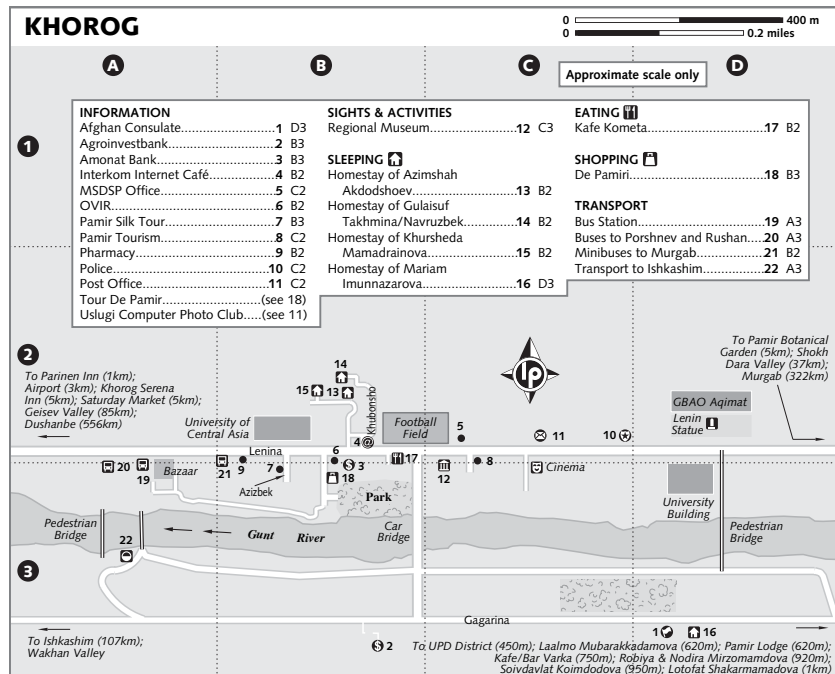 KHOROG
0 400 m
0 0.2 miles
Approximate scale only
A
B
C
D
1
2
3
INFORMATION
Afghan Consulate.......................1 D3
Agroinvestbank..........................2 B3
Amonat Bank..............................3 B3
Interkom Internet Café..............4 B2
MSDSP Office.............................5 C2
OVIR............................................6 B2
Pamir Silk Tour...........................7 B3
Pamir Tourism............................8 C2
Pharmacy....................................9 B2
Police.........................................10 C2
Post Office................................11 C2
Tour De Pamir....................(see 18)
Uslugi Computer Photo Club.....(see 11)
SIGHTS & ACTIVITIES
Regional Museum.....................12 C3
SLEEPING
Homestay of Azimshah
Akdodshoev..........................13 B2
Homestay of Gulaisuf
Takhmina/Navruzbek............14 B2
Homestay of Khursheda
Mamadrainova......................15 B2
Homestay of Mariam
Imunnazarova.......................16 D3
EATING
Kafe Kometa.............................17 B2
SHOPPING
De Pamiri..................................18 B3
TRANSPORT
Bus Station...............................19 A3
Buses to Porshnev and Rushan....20 A3
Minibuses to Murgab...............21 B2
Transport to Ishkashim............22 A3
To Parinen Inn (1km);
Airport (3km); Khorog Serena
Inn (5km); Saturday Market (5km);
Geisev Valley (85km);
Dushanbe (556km)
To Pamir Botanical
Garden (5km); Shokh
Dara Valley (37km);
Murgab (322km)
lp
14
15
13
Khubonsho
University of
Central Asia
Football
Field
GBAO Aqimat
Lenin
Statue
4
@
5
11
10
Lenina
6
17
20
19
Bazaar
21
9
7
3
18
12
8
Cinema
Azizbek
Park
University
Building
Pedestrian
Bridge
Gunt River
Car
Bridge
Pedestrian
Bridge
22
Gagarina
To Ishkashim (107km);
Wakhan Valley
2
1
16
To UPD District (450m); Laalmo Mubarakkadamova (620m); Pamir Lodge (620m);
Kafe/Bar Varka (750m); Robiya & Nodira Mirzomamdova (920m);
Soivdavlat Koimdodova (950m); Lotofat Shakarmamadova (1km)